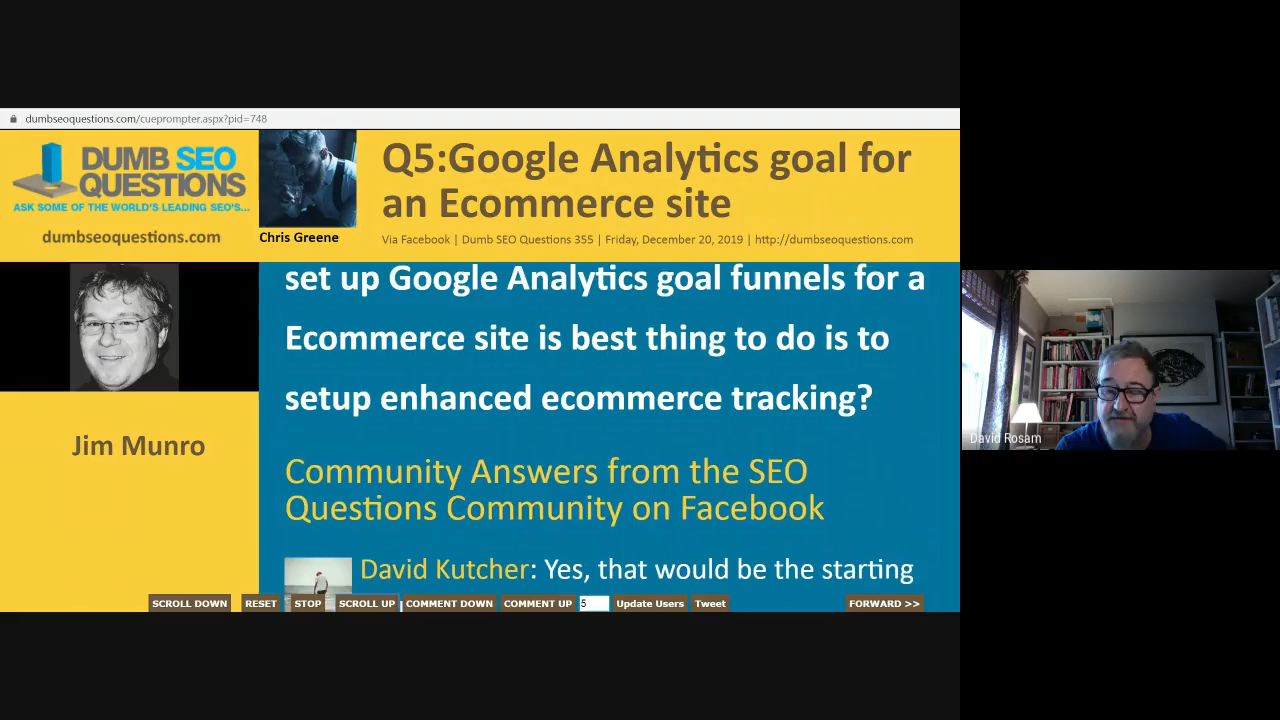 dumbseoquestions.com/cueprompter.aspx?pid=748
DUMB SEO
QUESTIONS
ASK SOME OF THE WORLD'S LEADING SEO'S...
dumbseoquestions.com
Chris Greene
Q5:Google Analytics goal for
an Ecommerce site
Via Facebook | Dumb SEO Questions 355 | Friday, December 20, 2019 | http://dumbseoquestions.com
Jim Munro
set up Google Analytics goal funnels for a
Ecommerce site is best thing to do is to
setup enhanced ecommerce tracking?
Community Answers from the SEO
Questions Community on Facebook
David Kutcher: Yes, that would be the starting
SCROLL DOWN RESET STOP SCROLL UP COMMENT DOWN COMMENT UP 5 Update Users Tweet FORWARD >>
David Rosam